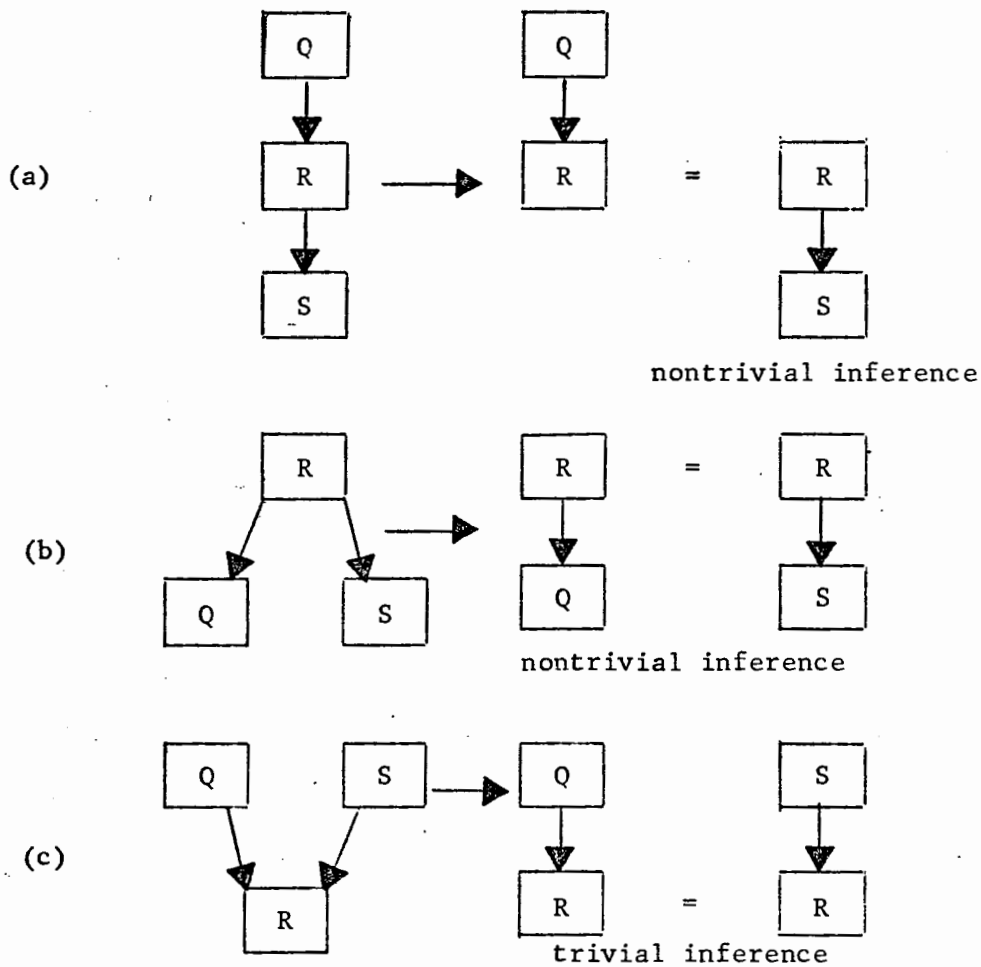 Q Q
(a) R R = R
S S
nontrivial inference
R R = R
(b) Q S Q S
nontrivial inference
Q S Q S
(c) R R = R
trivial inference